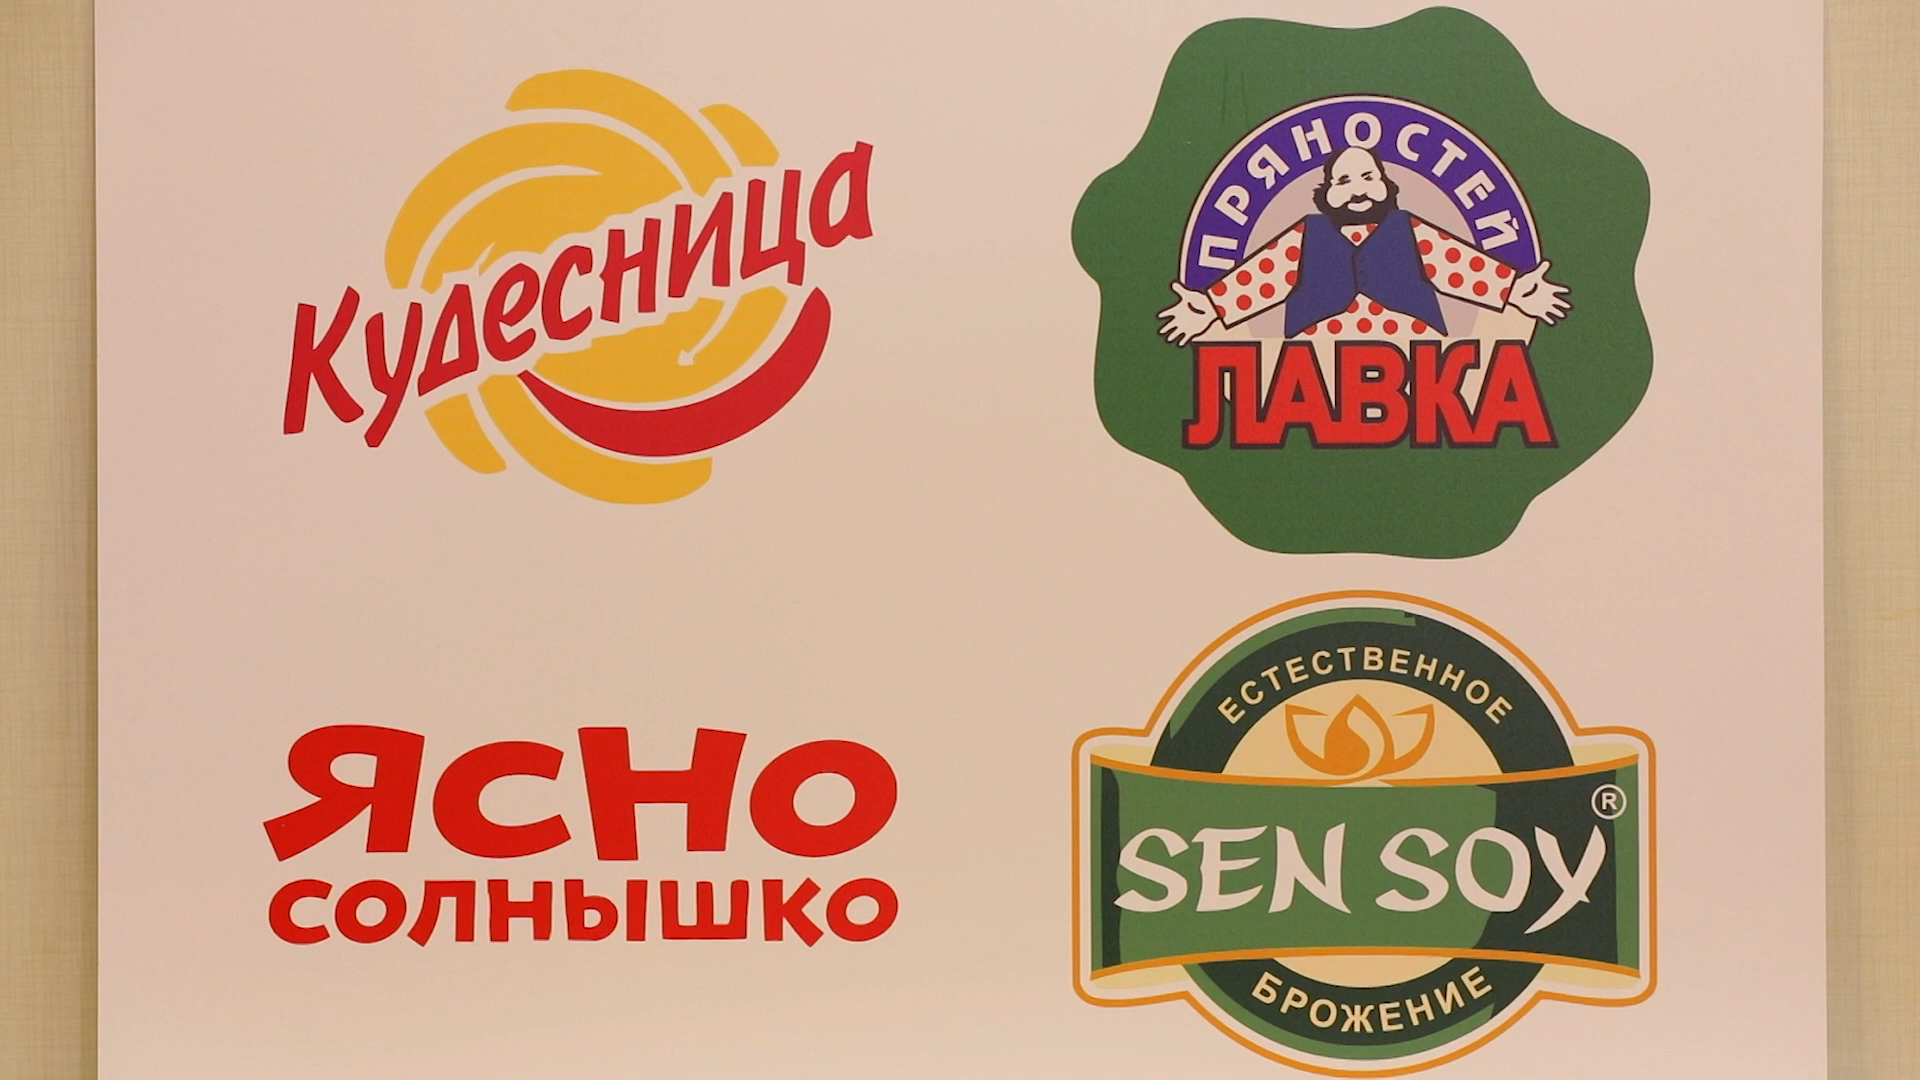 Кудесница
ПРЯНОСТЕЙ
ЛАВКА
ЯСНО
СОЛНЫШКО
ЕСТЕСТВЕННОЕ
SEN SOY ®
БРОЖЕНИЕ